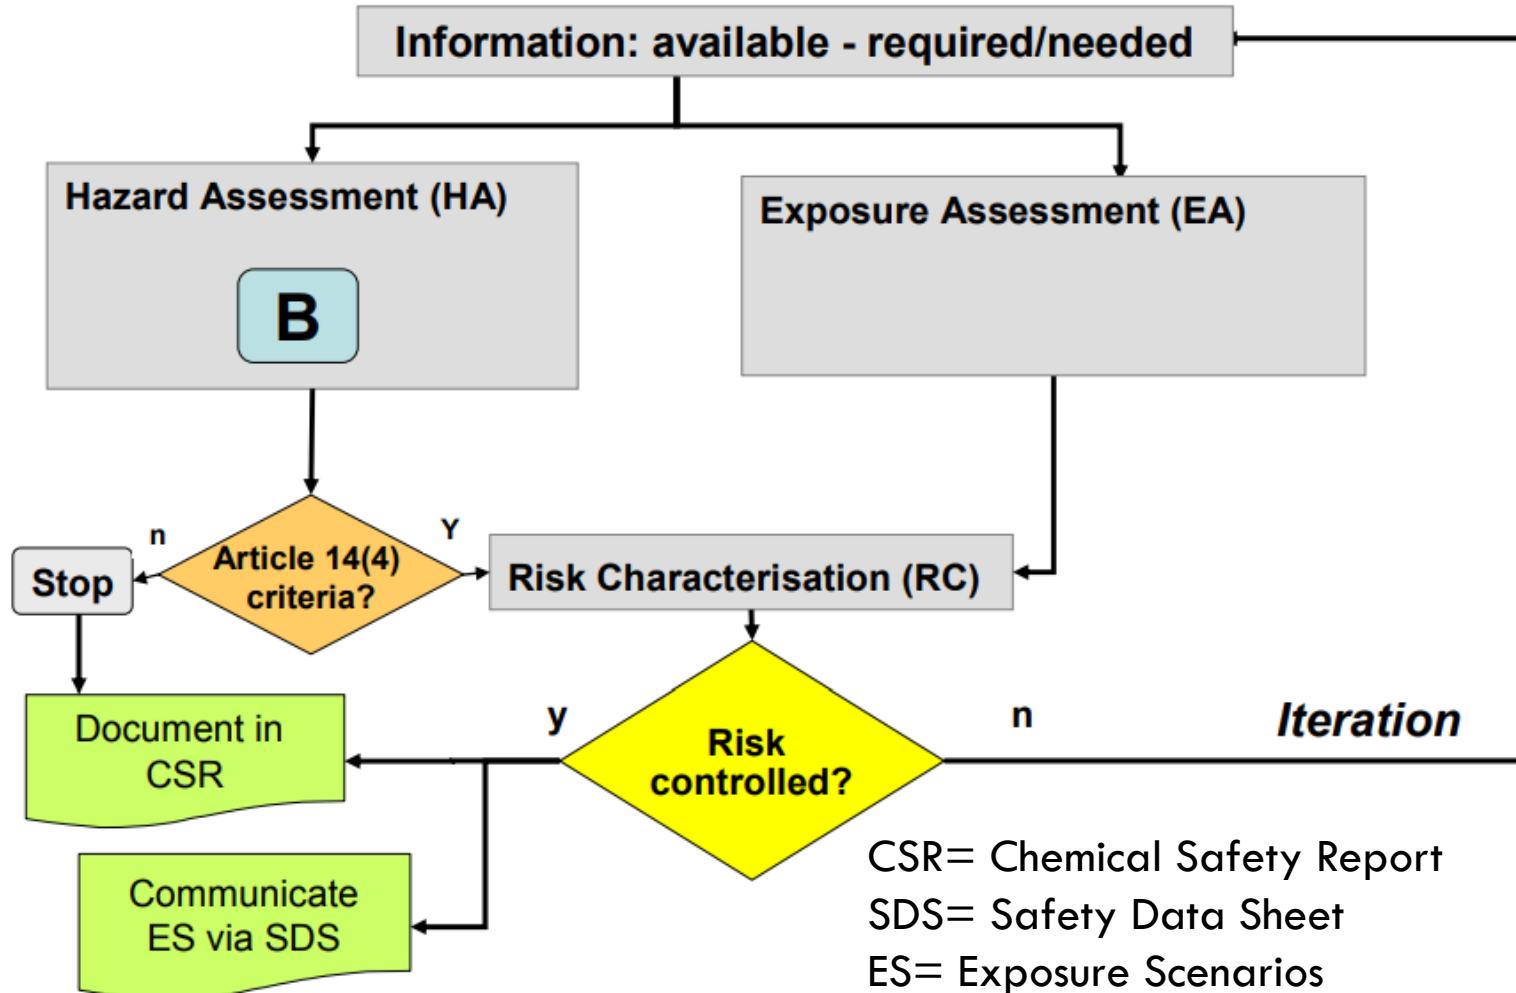 Information: available - required/needed
Hazard Assessment (HA)
B
Exposure Assessment (EA)
n
Y
Stop
Article 14(4)
criteria?
Risk Characterisation (RC)
Document in
CSR
y
Risk
controlled?
n
Iteration
Communicate
ES via SDS
CSR= Chemical Safety Report
SDS= Safety Data Sheet
ES= Exposure Scenarios